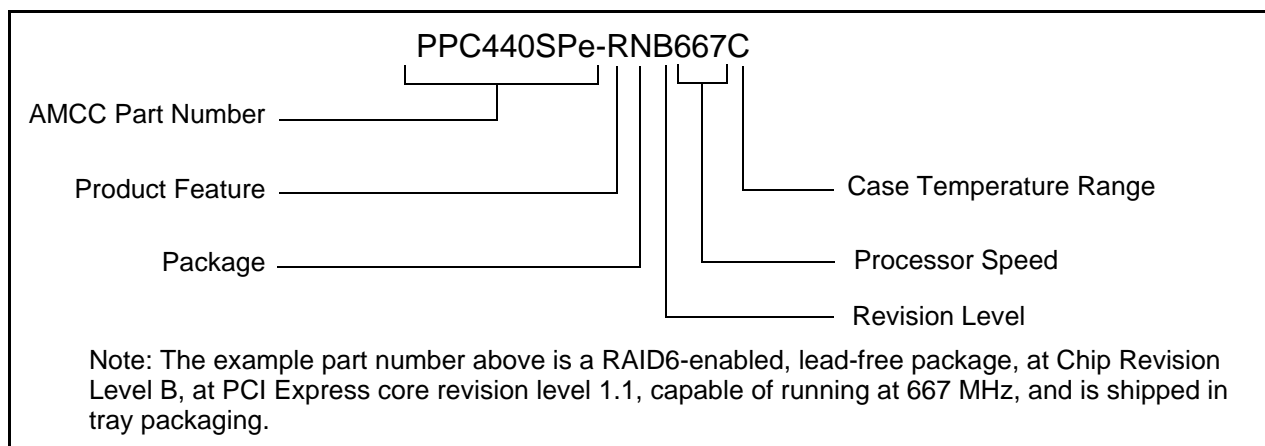 PPC440SPe-RNB667C
AMCC Part Number
Product Feature
Case Temperature Range
Package
Processor Speed
Revision Level
Note: The example part number above is a RAID6-enabled, lead-free package, at Chip Revision
Level B, at PCI Express core revision level 1.1, capable of running at 667 MHz, and is shipped in
tray packaging.